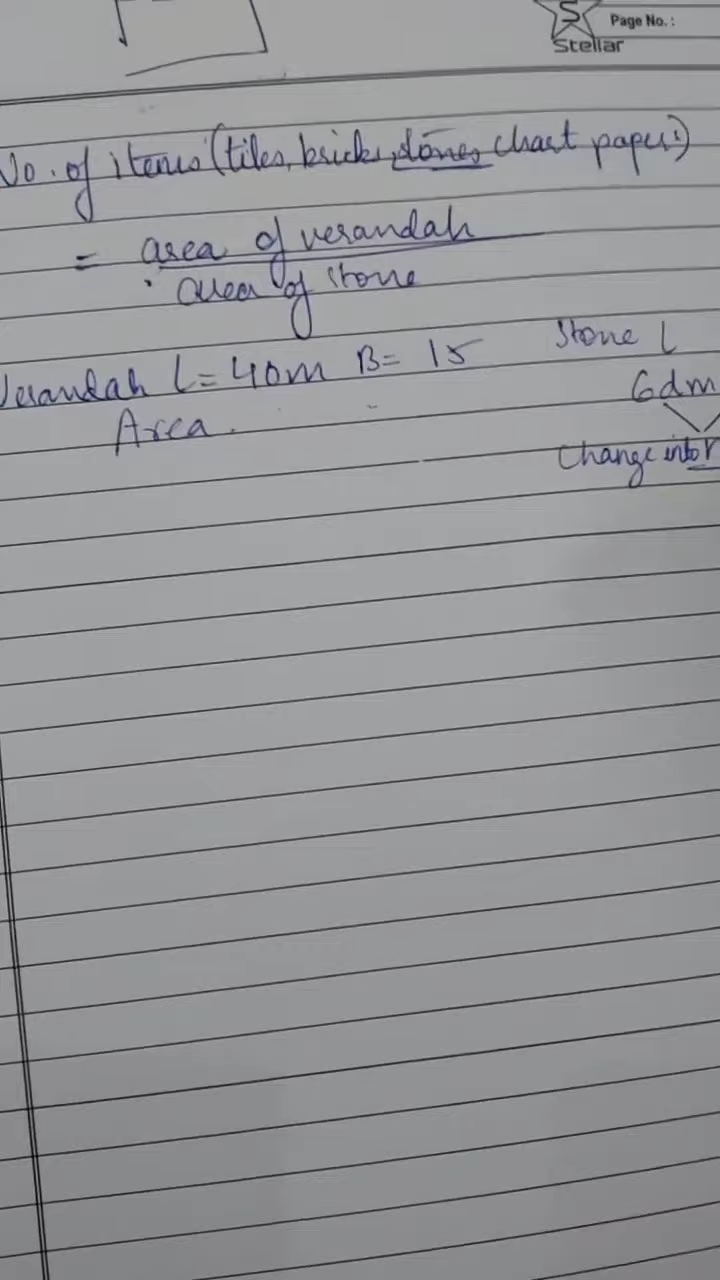 S
Page No.:
Stellar
No. of items (tiles, bricks, stones, chart paper:)
= area of verandah
area of stone
Verandah L = 40m B = 15 Stone L
Area. 6dm
Change into